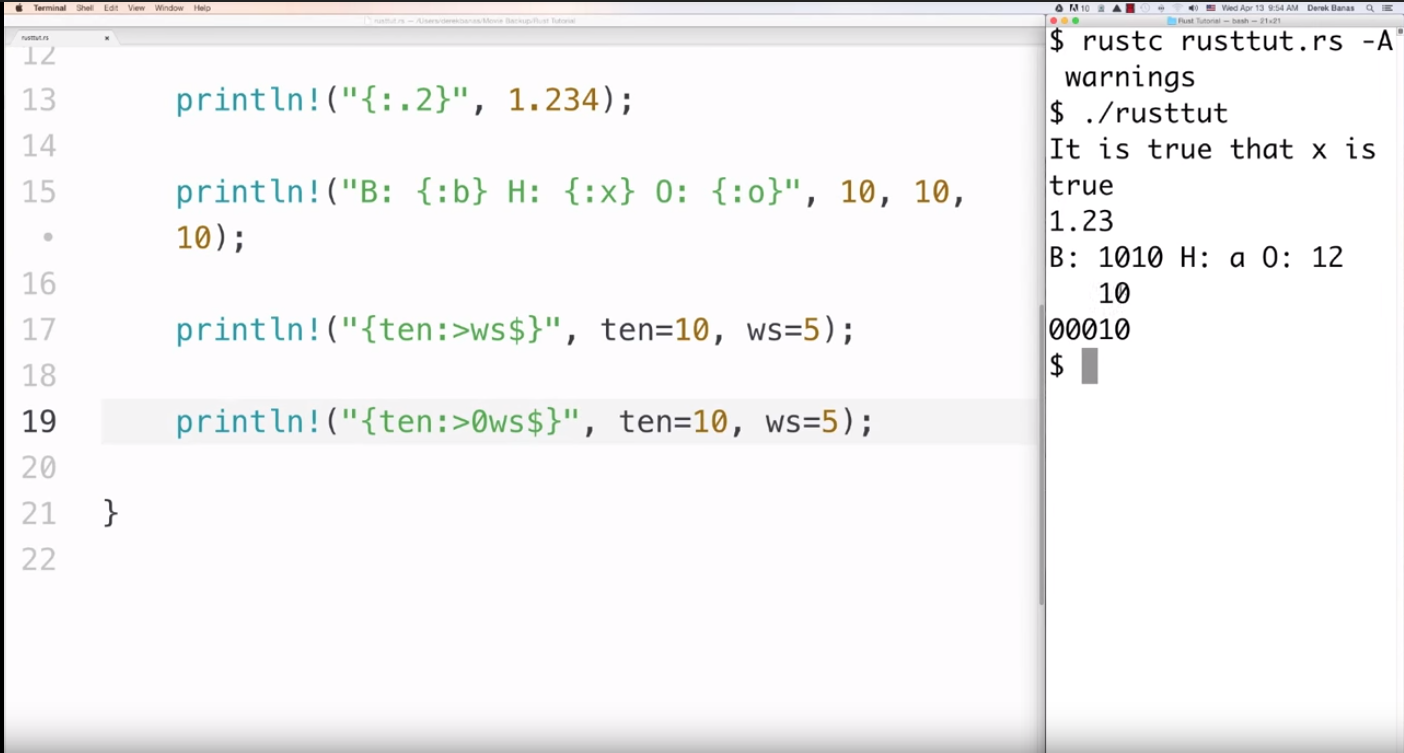 Terminal Shell Edit View Window Help
10 Wed Apr 13 9:54 AM Derek Banas
rusttut.rs — /Users/derekbanas/Movie Backup/Rust Tutorial
Rust Tutorial — bash — 21×21
rusttut.rs ×
12
13 println!("{:.2}", 1.234);
14
15 println!("B: {:b} H: {:x} O: {:o}", 10, 10,
• 10);
16
17 println!("{ten:>ws$}", ten=10, ws=5);
18
19 println!("{ten:>0ws$}", ten=10, ws=5);
20
21 }
22
$ rustc rusttut.rs -A
warnings
$ ./rusttut
It is true that x is
true
1.23
B: 1010 H: a O: 12
10
00010
$